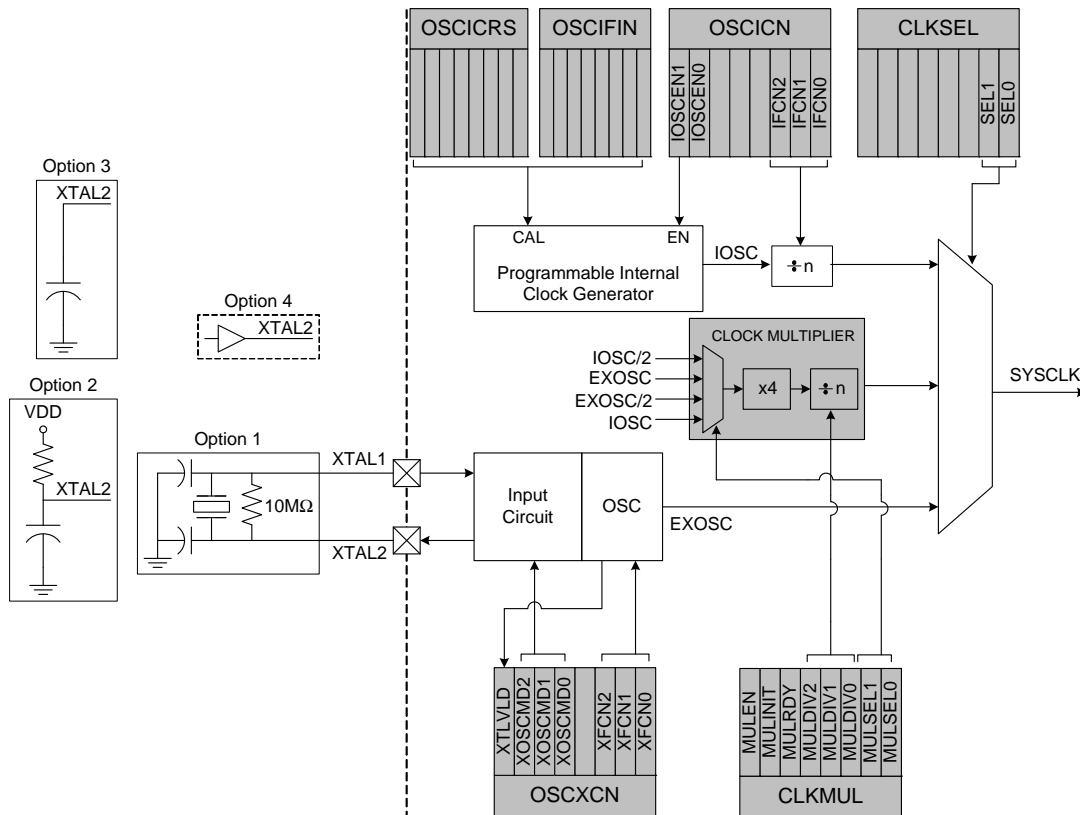 OSCICRS
OSCIFIN
OSCICN
CLKSEL
IOSCEN1
IOSCEN0
IFCN2
IFCN1
IFCN0
SEL1
SEL0
Option 3
XTAL2
CAL
EN
Programmable Internal
Clock Generator
IOSC
÷ n
Option 4
XTAL2
CLOCK MULTIPLIER
IOSC/2
EXOSC
EXOSC/2
IOSC
x4
÷ n
SYSCLK
Option 2
VDD
XTAL2
Option 1
10MΩ
XTAL1
XTAL2
Input
Circuit
OSC
EXOSC
XTLVLD
XOSCMD2
XOSCMD1
XOSCMD0
XFCN2
XFCN1
XFCN0
OSCXCN
MULEN
MULINIT
MULRDY
MULDIV2
MULDIV1
MULDIV0
MULSEL1
MULSEL0
CLKMUL